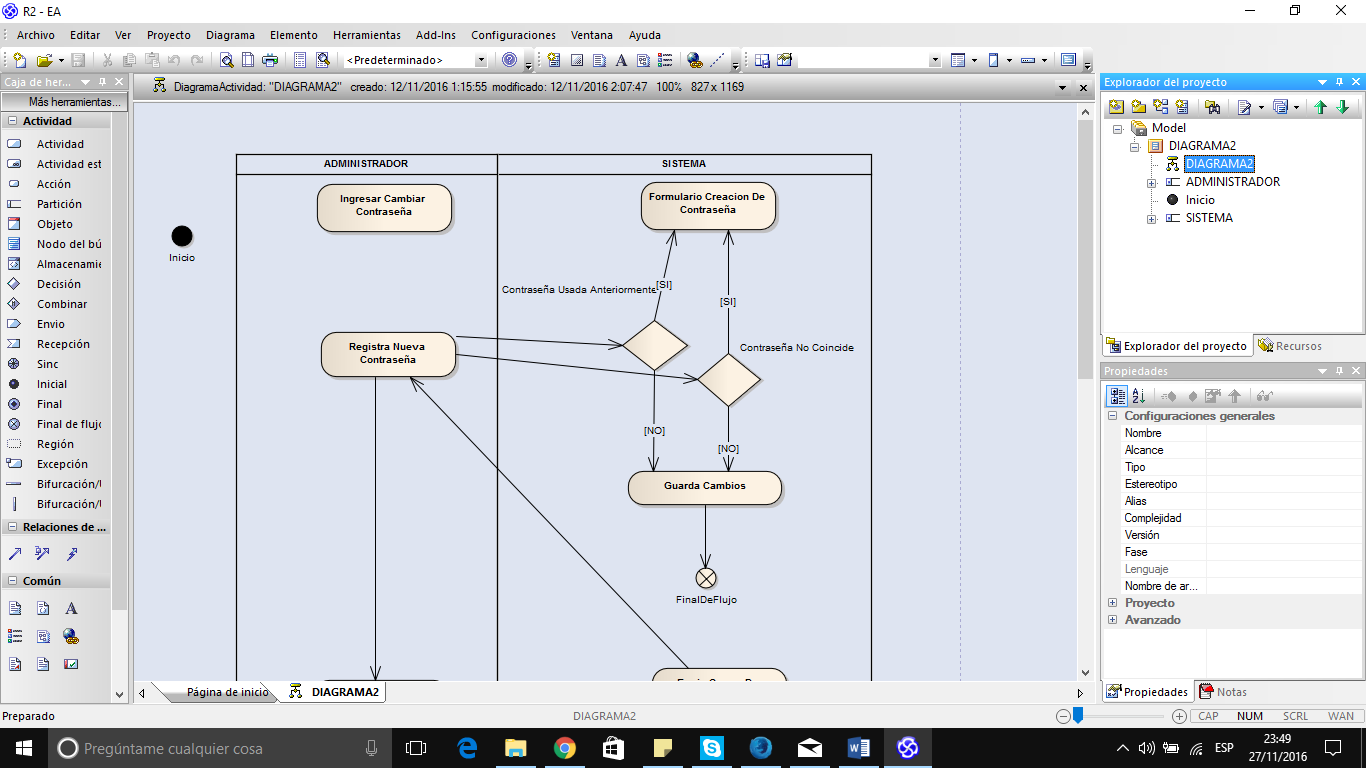 R2 - EA
Archivo Editar Ver Proyecto Diagrama Elemento Herramientas Add-Ins Configuraciones Ventana Ayuda
<Predeterminado>
Caja de her...
Más herramientas...
Actividad
Actividad
Actividad est
Acción
Partición
Objeto
Nodo del bú
Almacenamie
Decisión
Combinar
Envio
Recepción
Sinc
Inicial
Final
Final de flujo
Región
Excepción
Bifurcación/U
Bifurcación/U
Relaciones de ...
Común
DiagramaActividad: "DIAGRAMA2" creado: 12/11/2016 1:15:55 modificado: 12/11/2016 2:07:47 100% 827 x 1169
ADMINISTRADOR
SISTEMA
Ingresar Cambiar
Contraseña
Formulario Creacion De
Contraseña
Inicio
Contraseña Usada Anteriormente
[SI]
[SI]
Registra Nueva
Contraseña
Contraseña No Coincide
[NO]
[NO]
Guarda Cambios
FinalDeFlujo
Página de inicio
DIAGRAMA2
Explorador del proyecto
Model
DIAGRAMA2
DIAGRAMA2
ADMINISTRADOR
Inicio
SISTEMA
Explorador del proyecto
Recursos
Propiedades
Configuraciones generales
Nombre
Alcance
Tipo
Estereotipo
Alias
Complejidad
Versión
Fase
Lenguaje
Nombre de ar...
Proyecto
Avanzado
Propiedades
Notas
Preparado
DIAGRAMA2
CAP NUM SCRL WAN
Pregúntame cualquier cosa
ESP
23:49
27/11/2016